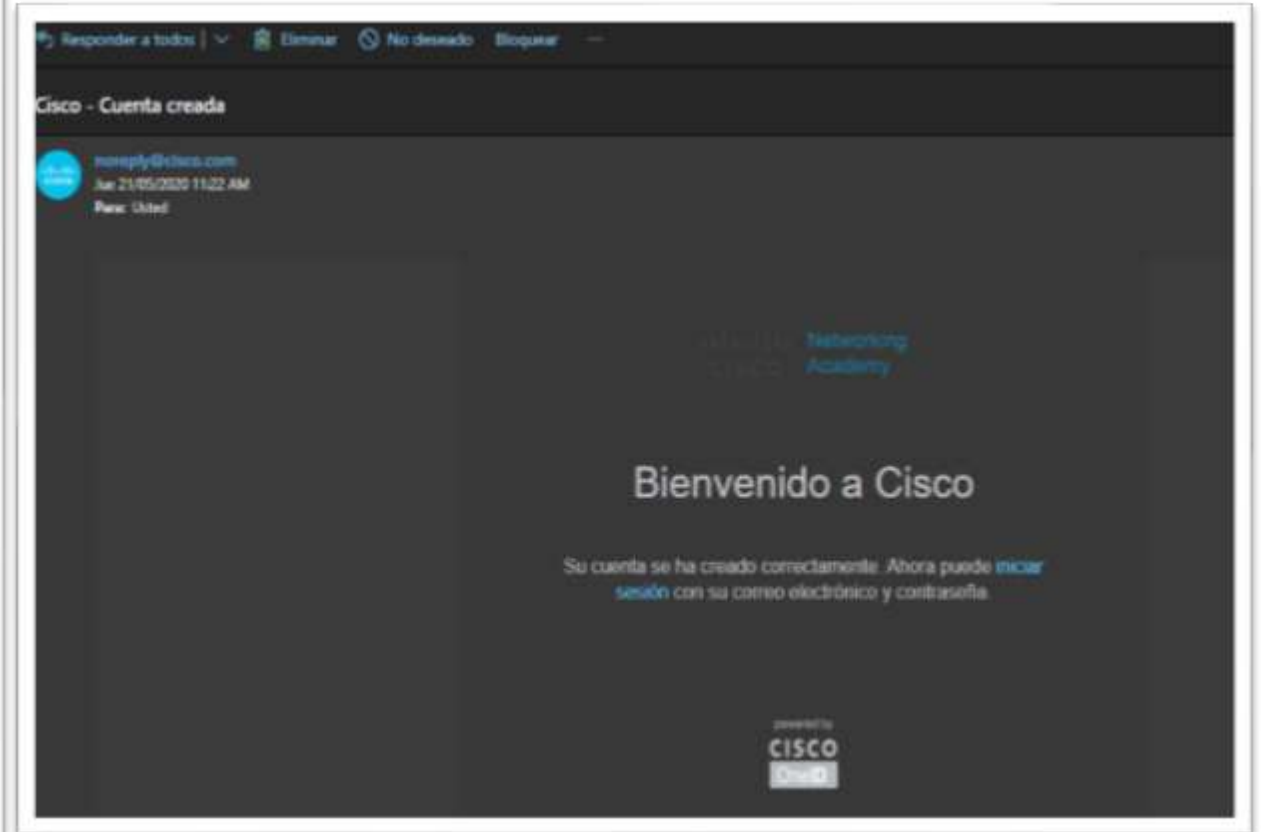 Responder a todos | Eliminar No deseado Bloquear ...
Cisco - Cuenta creada
noreply@cisco.com
Jue 21/05/2020 11:22 AM
Para: Usted
Networking
CISCO Academy
Bienvenido a Cisco
Su cuenta se ha creado correctamente. Ahora puede iniciar
sesión con su correo electrónico y contraseña.
powered by
CISCO
OneID